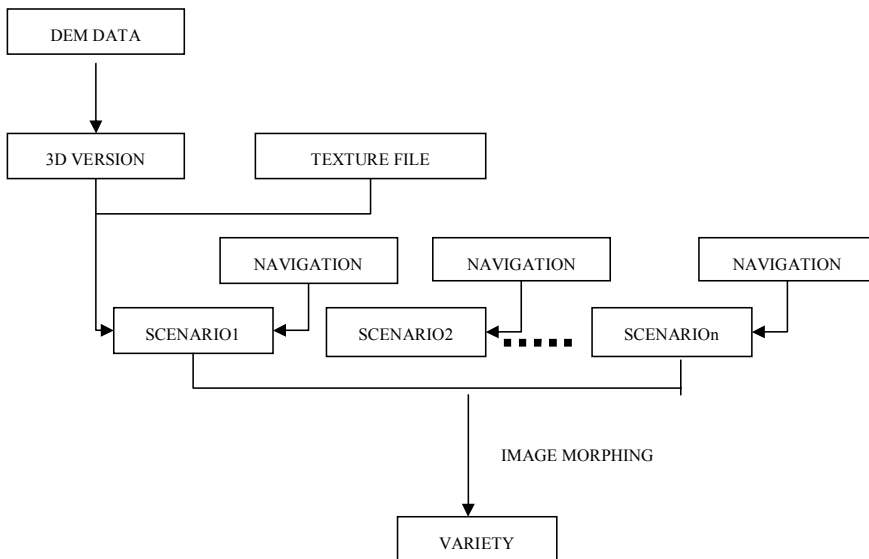 DEM DATA
3D VERSION
TEXTURE FILE
NAVIGATION
NAVIGATION
NAVIGATION
SCENARIO1
SCENARIO2
SCENARIOn
IMAGE MORPHING
VARIETY